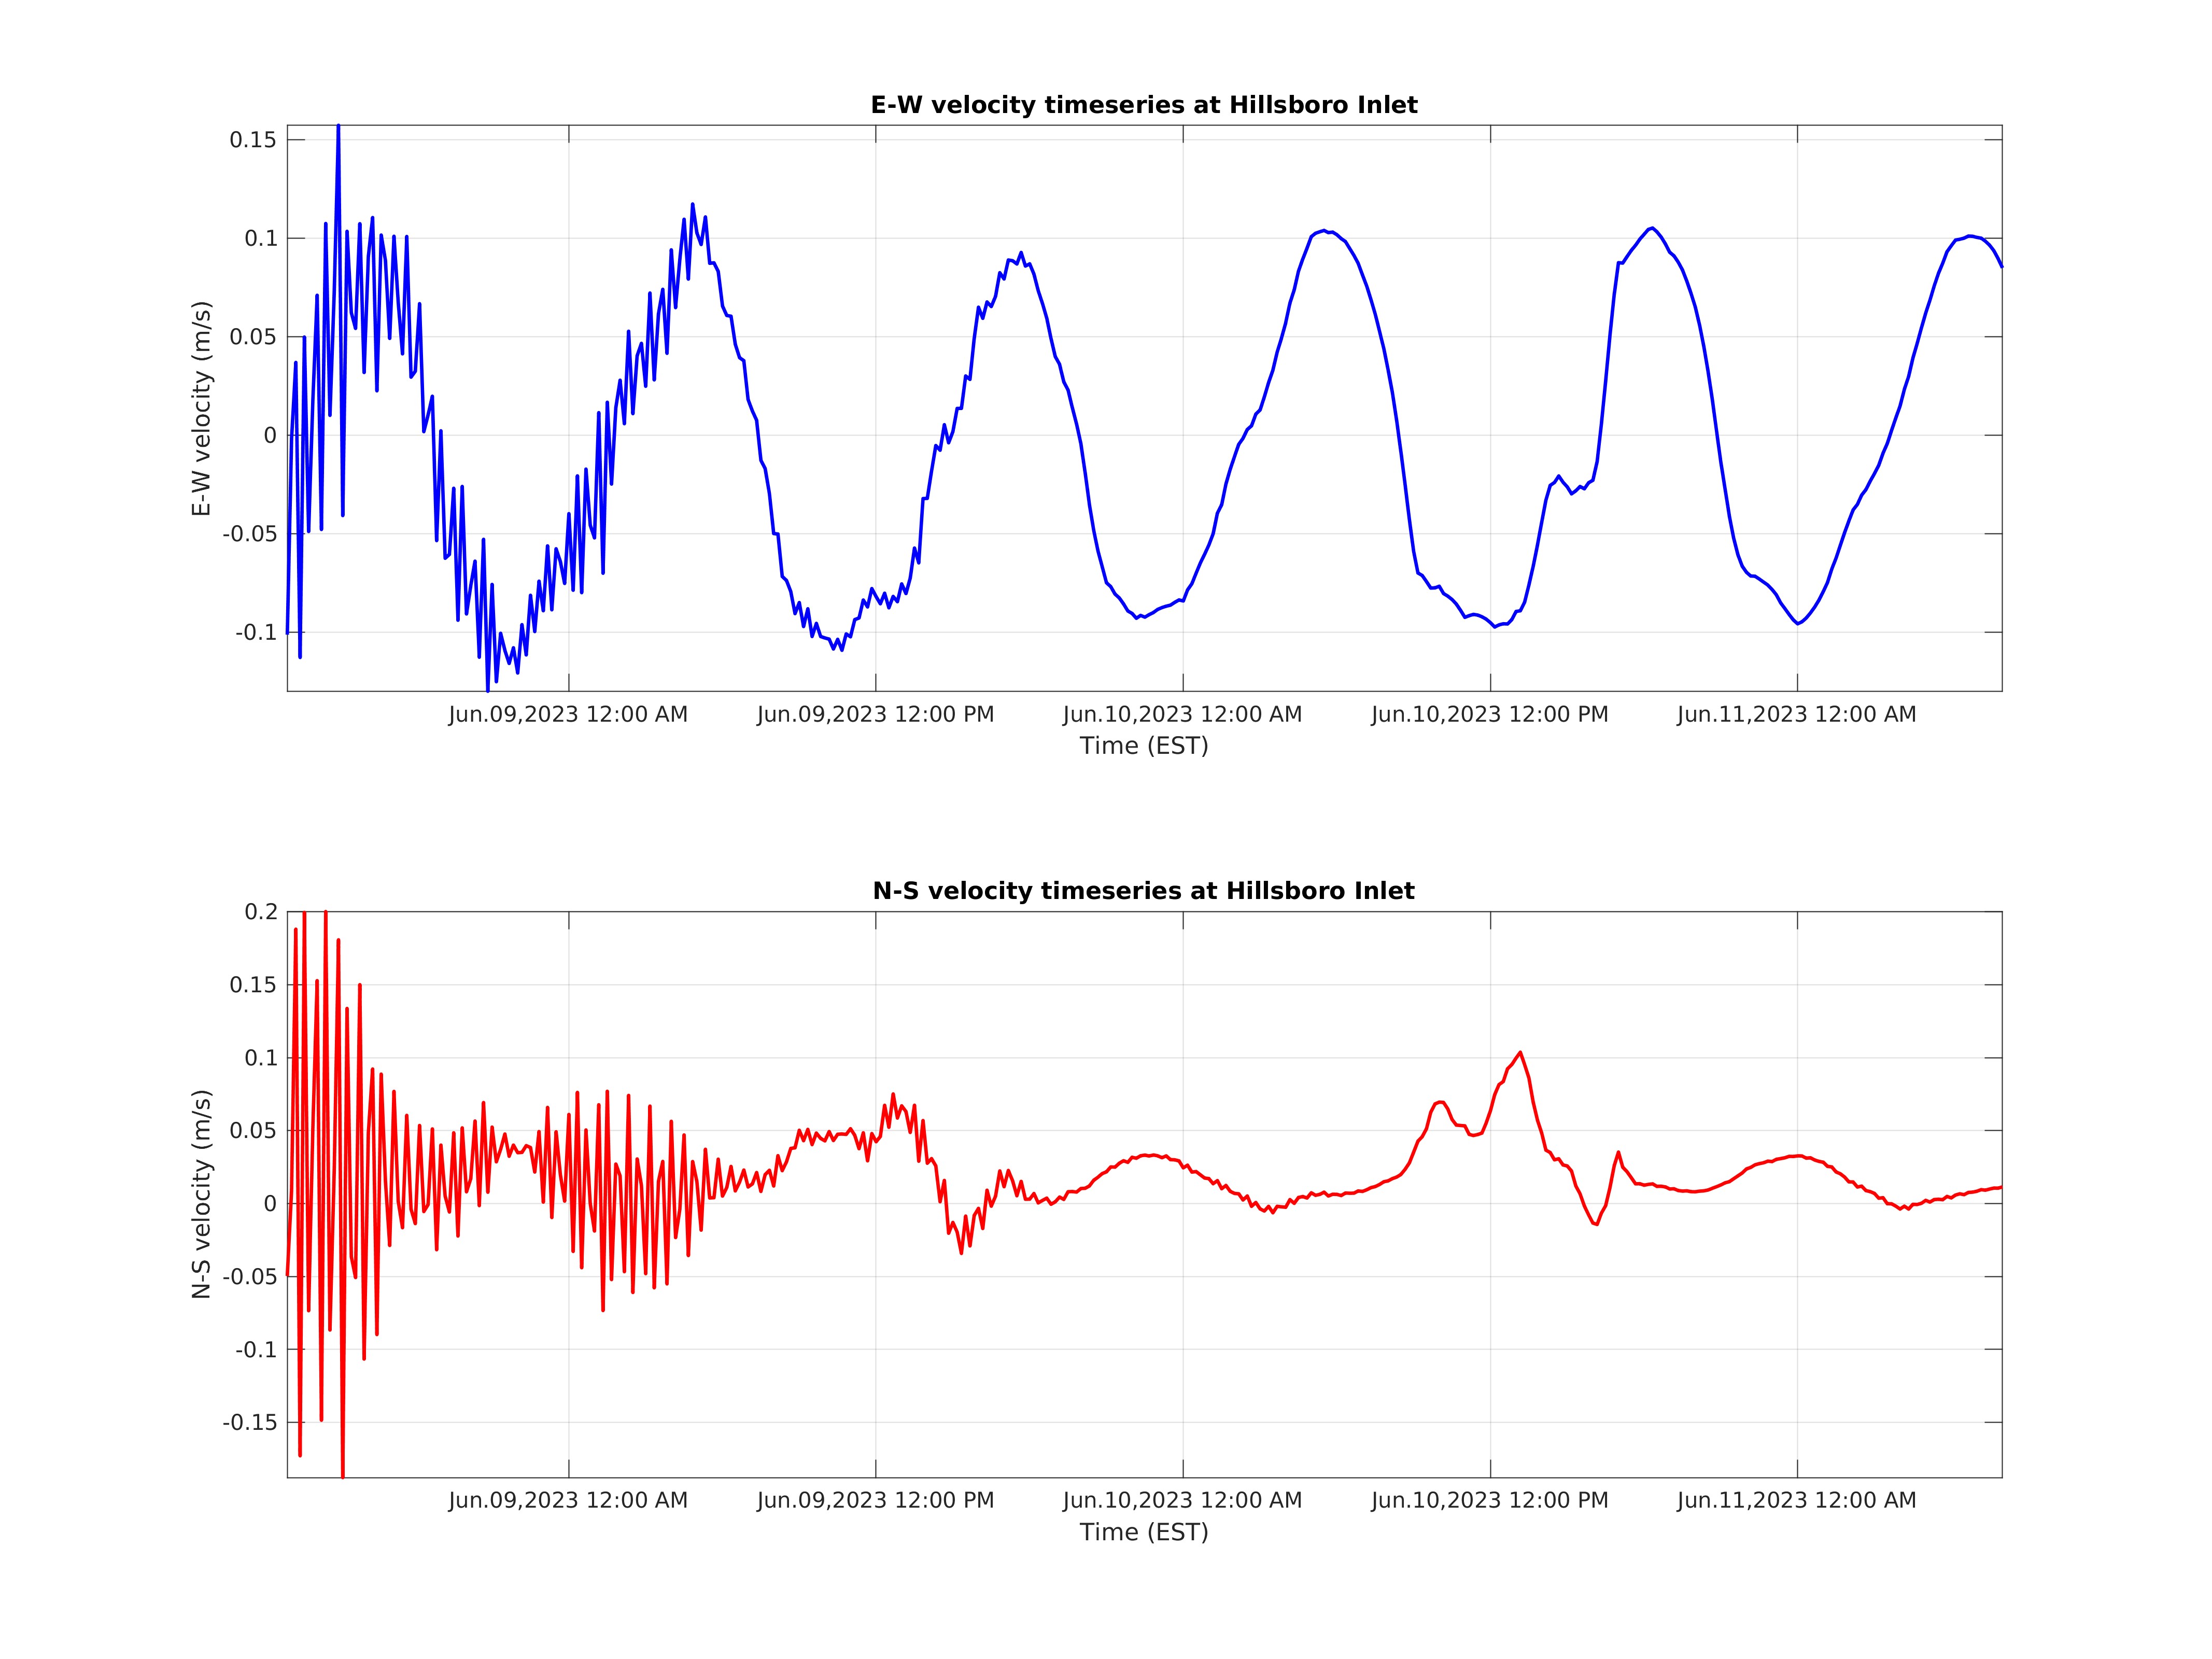 E-W velocity timeseries at Hillsboro Inlet
0.15
0.1
0.05
0
-0.05
-0.1
E-W velocity (m/s)
Jun.09,2023 12:00 AM Jun.09,2023 12:00 PM Jun.10,2023 12:00 AM Jun.10,2023 12:00 PM Jun.11,2023 12:00 AM
Time (EST)
N-S velocity timeseries at Hillsboro Inlet
0.2
0.15
0.1
0.05
0
-0.05
-0.1
-0.15
N-S velocity (m/s)
Jun.09,2023 12:00 AM Jun.09,2023 12:00 PM Jun.10,2023 12:00 AM Jun.10,2023 12:00 PM Jun.11,2023 12:00 AM
Time (EST)